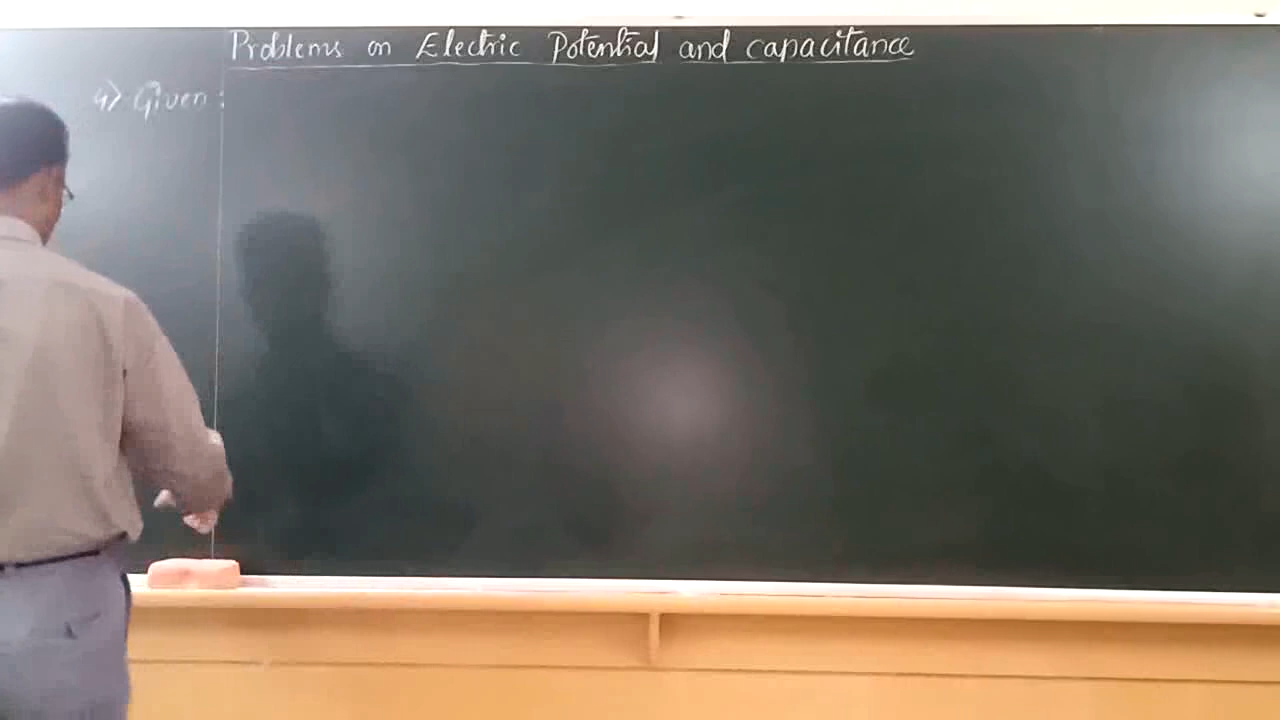 Problems on Electric Potential and capacitance
4) Given :